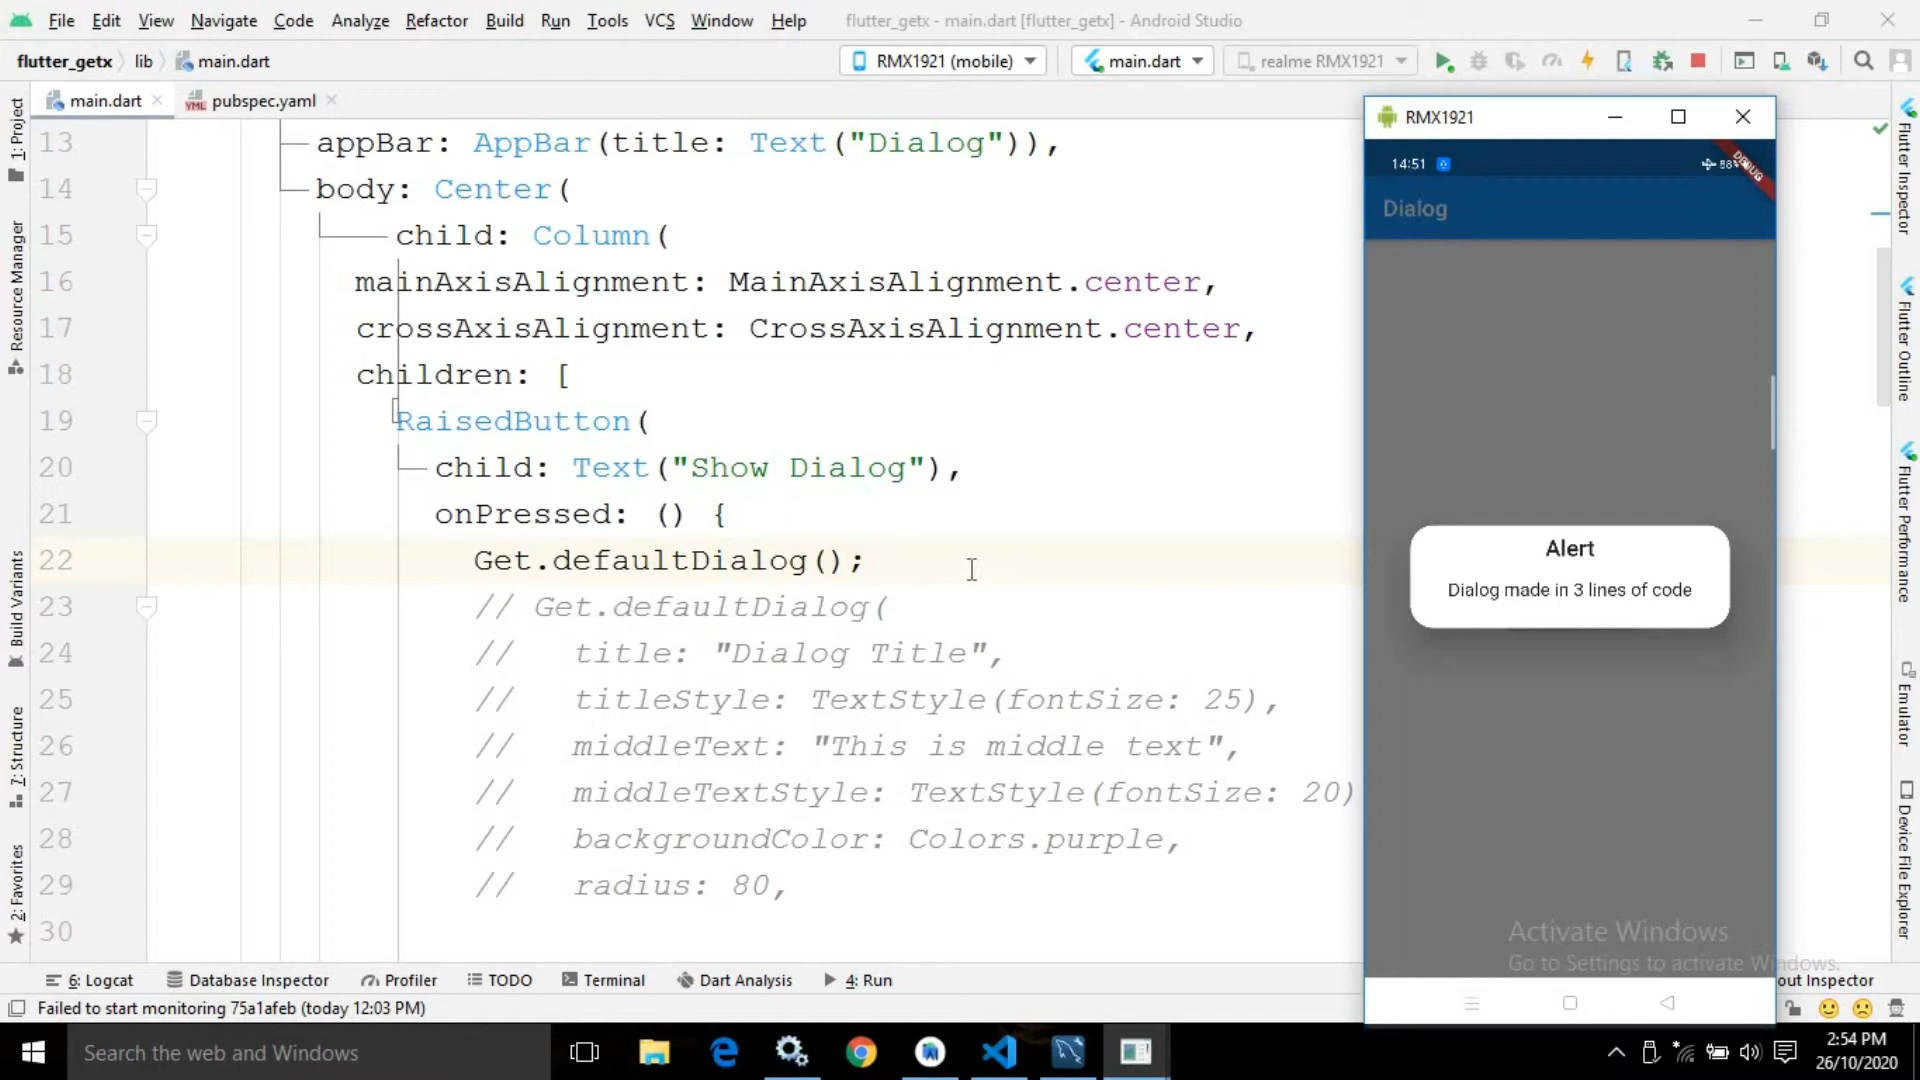 File Edit View Navigate Code Analyze Refactor Build Run Tools VCS Window Help flutter_getx - main.dart [flutter_getx] - Android Studio
flutter_getx lib main.dart RMX1921 (mobile) main.dart realme RMX1921
main.dart pubspec.yaml
1: Project
Resource Manager
Build Variants
7: Structure
2: Favorites
13 appBar: AppBar(title: Text("Dialog")),
14 body: Center(
15 child: Column(
16 mainAxisAlignment: MainAxisAlignment.center,
17 crossAxisAlignment: CrossAxisAlignment.center,
18 children: [
19 RaisedButton(
20 child: Text("Show Dialog"),
21 onPressed: () {
22 Get.defaultDialog();
23 // Get.defaultDialog(
24 // title: "Dialog Title",
25 // titleStyle: TextStyle(fontSize: 25),
26 // middleText: "This is middle text",
27 // middleTextStyle: TextStyle(fontSize: 20)
28 // backgroundColor: Colors.purple,
29 // radius: 80,
30
RMX1921
14:51 88%
DEBUG
Dialog
Alert
Dialog made in 3 lines of code
Activate Windows
Go to Settings to activate Windows.
Flutter Inspector
Flutter Outline
Flutter Performance
Emulator
Device File Explorer
6: Logcat Database Inspector Profiler TODO Terminal Dart Analysis 4: Run out Inspector
Failed to start monitoring 75a1afeb (today 12:03 PM)
Search the web and Windows
2:54 PM
26/10/2020